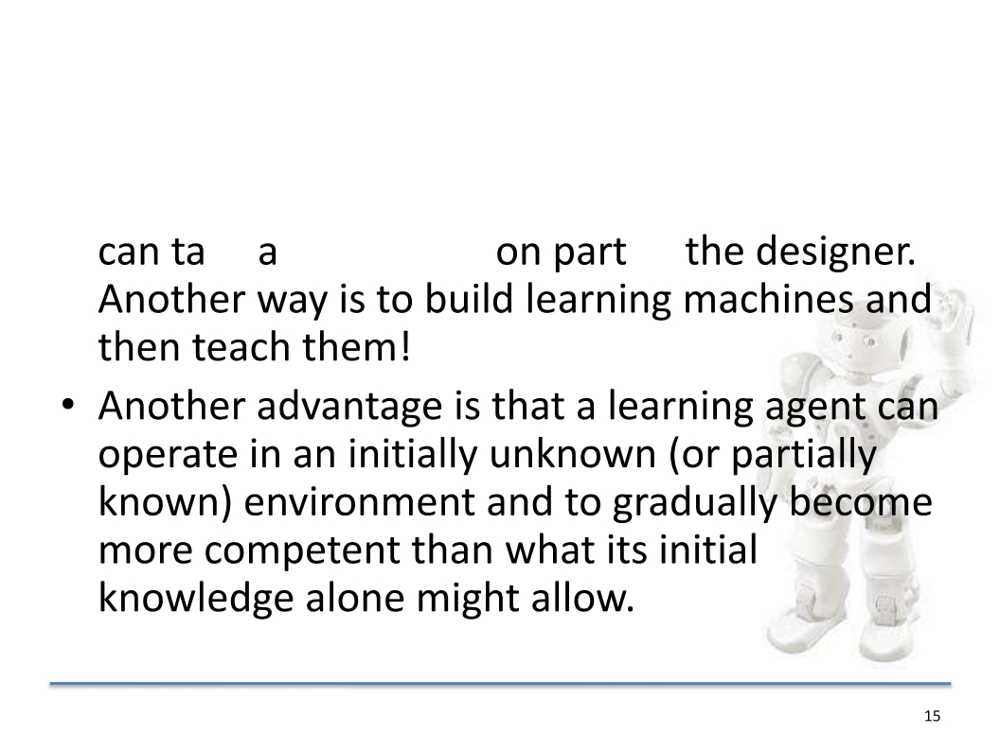 can ta a on part the designer.
Another way is to build learning machines and
then teach them!
• Another advantage is that a learning agent can
operate in an initially unknown (or partially
known) environment and to gradually become
more competent than what its initial
knowledge alone might allow.
15